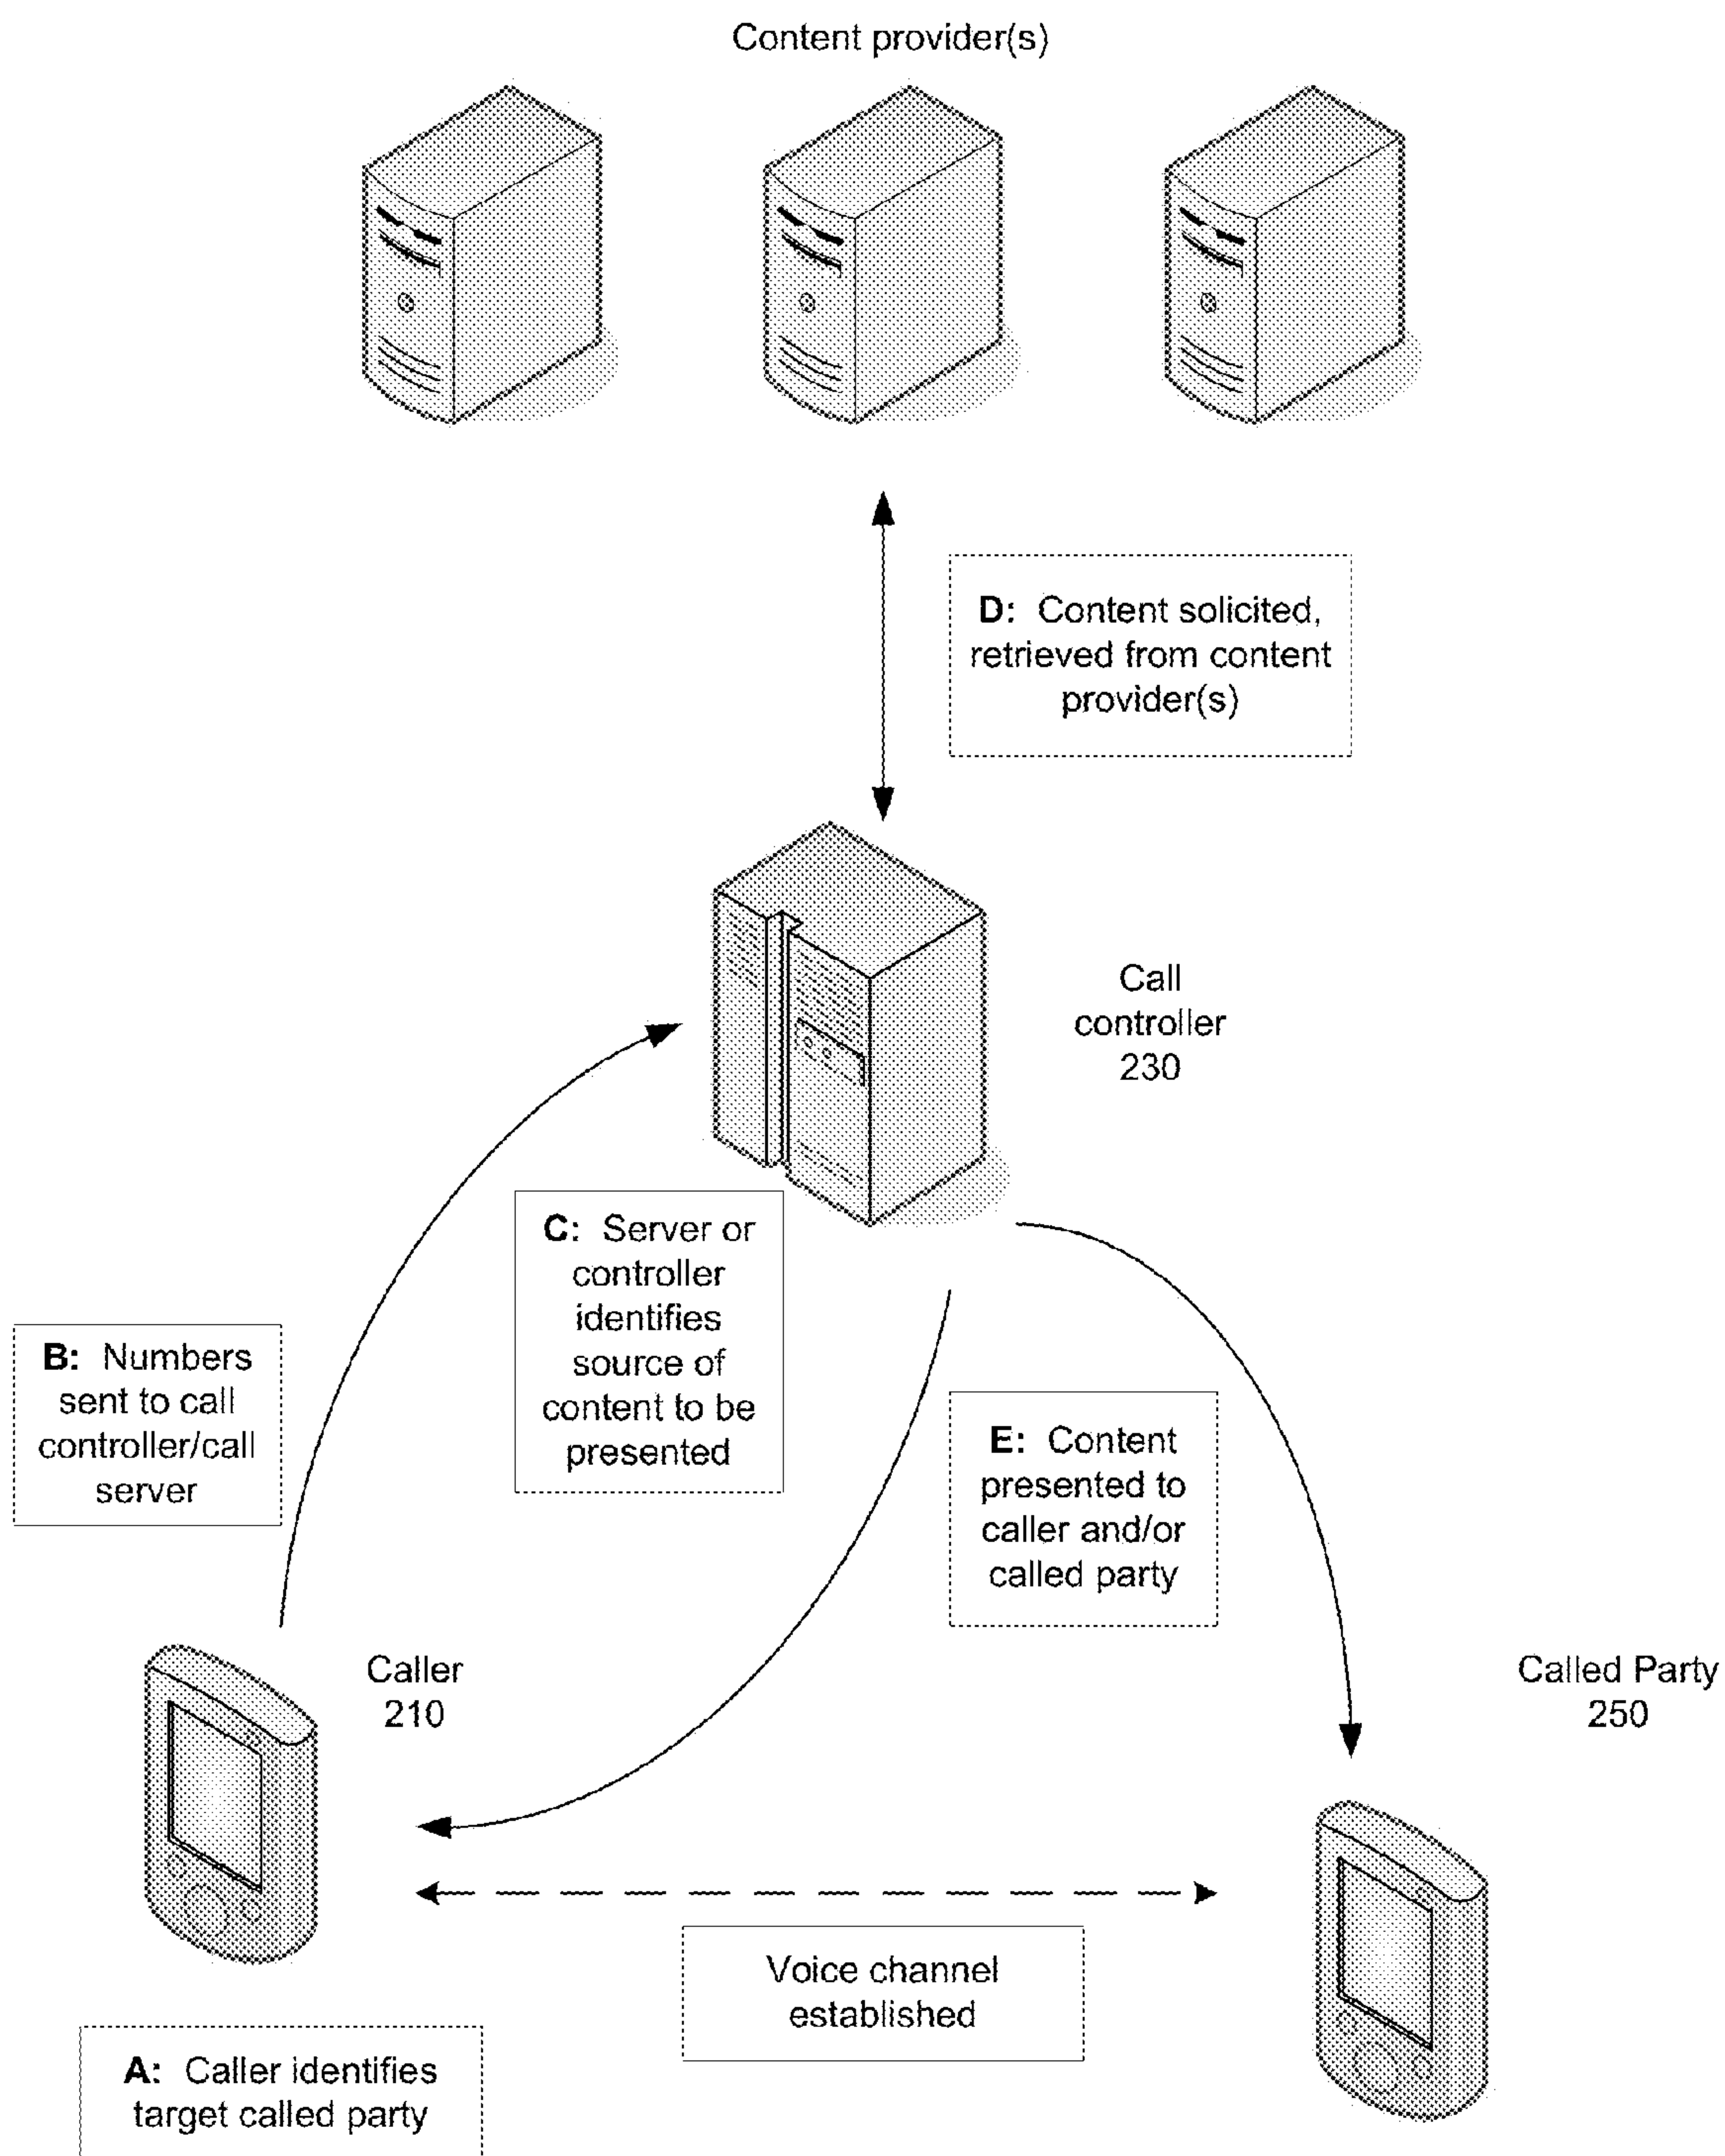 Content provider(s)
D: Content solicited,
retrieved from content
provider(s)
Call
controller
230
C: Server or
controller
identifies
source of
content to be
presented
B: Numbers
sent to call
controller/call
server
E: Content
presented to
caller and/or
called party
Caller
210
Called Party
250
Voice channel
established
A: Caller identifies
target called party